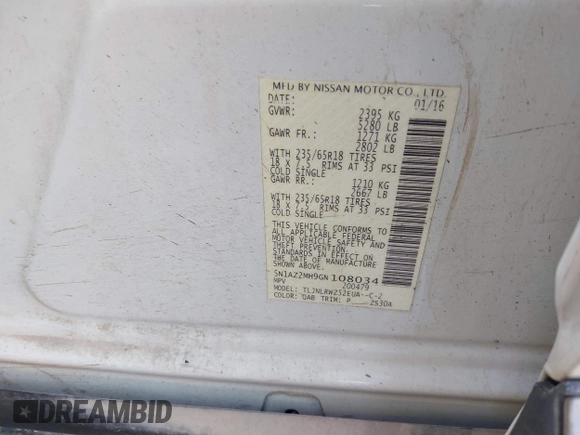 MFD BY NISSAN MOTOR CO., LTD.
DATE: 01/16
GVWR: 2395 KG
5280 LB
GAWR FR.: 1271 KG
2802 LB
WITH 235/65R18 TIRES
18 X 7.5 RIMS AT 33 PSI
COLD SINGLE
GAWR RR.: 1210 KG
2667 LB
WITH 235/65R18 TIRES
18 X 7.5 RIMS AT 33 PSI
COLD SINGLE
THIS VEHICLE CONFORMS TO
ALL APPLICABLE FEDERAL
MOTOR VEHICLE SAFETY AND
THEFT PREVENTION
STANDARDS IN EFFECT
ON THE DATE OF
MANUFACTURE SHOWN ABOVE.
5N1AZ2MH9GN108034
MPV 200479
TLJNLRWZ52EUA--C-2
COLOR: QAB TRIM: P 2S30A
DREAMBID